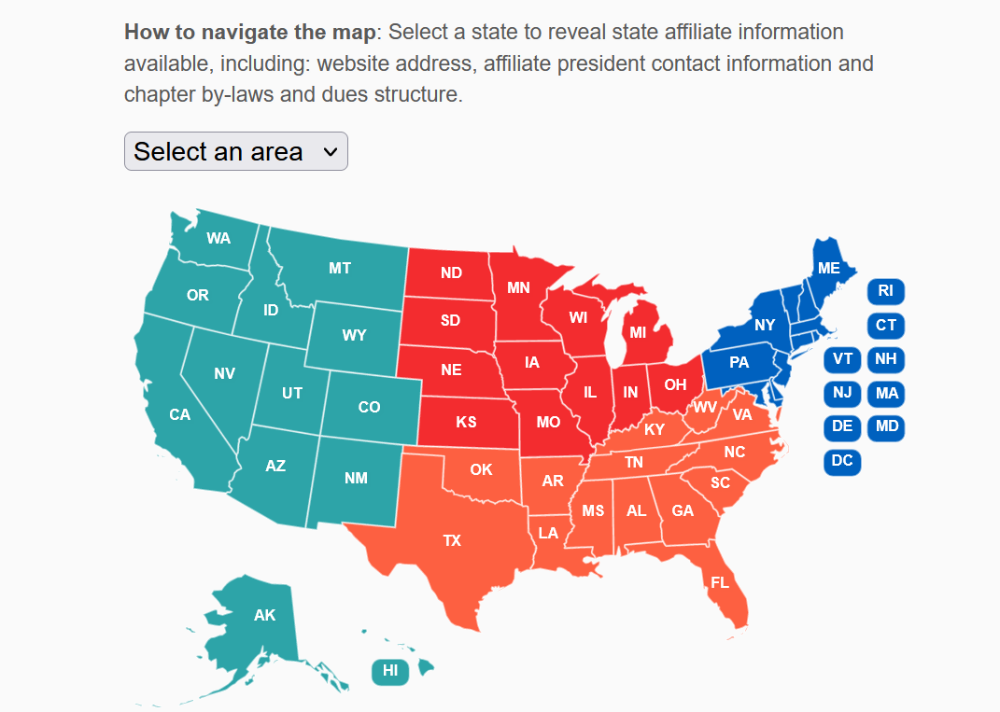 How to navigate the map: Select a state to reveal state affiliate information
available, including: website address, affiliate president contact information and
chapter by-laws and dues structure.
Select an area
WA
MT
ND
MN
ME
OR
ID
SD
WI
MI
NY
RI
WY
CT
NV
NE
IA
PA
VT
NH
UT
CO
IL
IN
OH
NJ
MA
CA
KS
MO
WV
VA
KY
DE
MD
AZ
NM
OK
AR
TN
NC
DC
SC
TX
LA
MS
AL
GA
FL
AK
HI